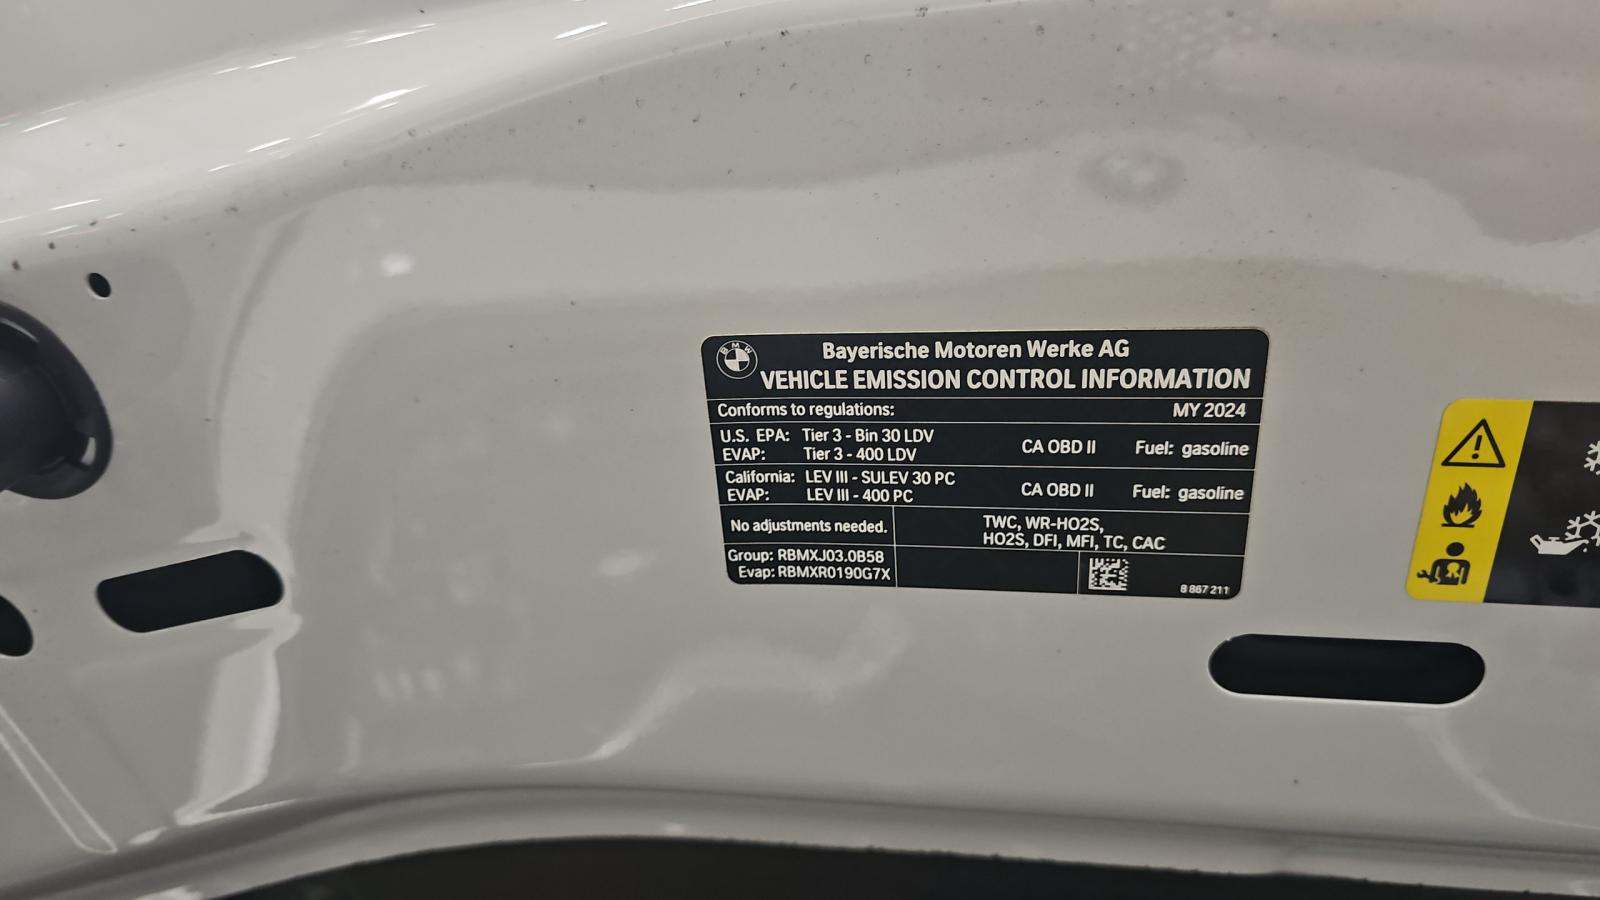 BMW
Bayerische Motoren Werke AG
VEHICLE EMISSION CONTROL INFORMATION
Conforms to regulations: MY 2024
U.S. EPA: Tier 3 - Bin 30 LDV
EVAP: Tier 3 - 400 LDV
CA OBD II Fuel: gasoline
California: LEV III - SULEV 30 PC
EVAP: LEV III - 400 PC
CA OBD II Fuel: gasoline
No adjustments needed.
TWC, WR-HO2S,
HO2S, DFI, MFI, TC, CAC
Group: RBMXJ03.0B58
Evap: RBMXR0190G7X
8 867 211